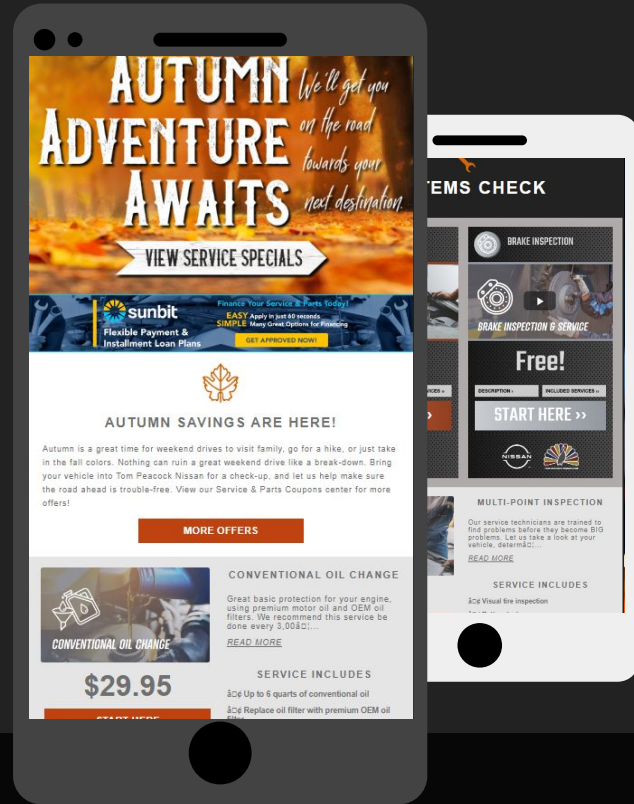 AUTUMN
ADVENTURE
AWAITS
We'll get you
on the road
towards your
next destination.
VIEW SERVICE SPECIALS
sunbit
Flexible Payment &
Installment Loan Plans
Finance Your Service & Parts Today!
EASY Apply in just 60 seconds
SIMPLE Many Great Options for Financing
GET APPROVED NOW!
AUTUMN SAVINGS ARE HERE!
Autumn is a great time for weekend drives to visit family, go for a hike, or just take
in the fall colors. Nothing can ruin a great weekend drive like a break-down. Bring
your vehicle into Tom Peacock Nissan for a check-up, and let us help make sure
the road ahead is trouble-free. View our Service & Parts Coupons center for more
offers!
MORE OFFERS
CONVENTIONAL OIL CHANGE
$29.95
START HERE
CONVENTIONAL OIL CHANGE
Great basic protection for your engine,
using premium motor oil and OEM oil
filters. We recommend this service be
done every 3,00â□¦...
READ MORE
SERVICE INCLUDES
â□¢ Up to 6 quarts of conventional oil
â□¢ Replace oil filter with premium OEM oil
filter
TEMS CHECK
VICES »
››
BRAKE INSPECTION
BRAKE INSPECTION & SERVICE
Free!
DESCRIPTION ›
INCLUDED SERVICES »
START HERE ››
NISSAN
MULTI-POINT INSPECTION
Our service technicians are trained to
find problems before they become BIG
problems. Let us take a look at your
vehicle, determâ□¦...
READ MORE
SERVICE INCLUDES
â□¢ Visual tire inspection